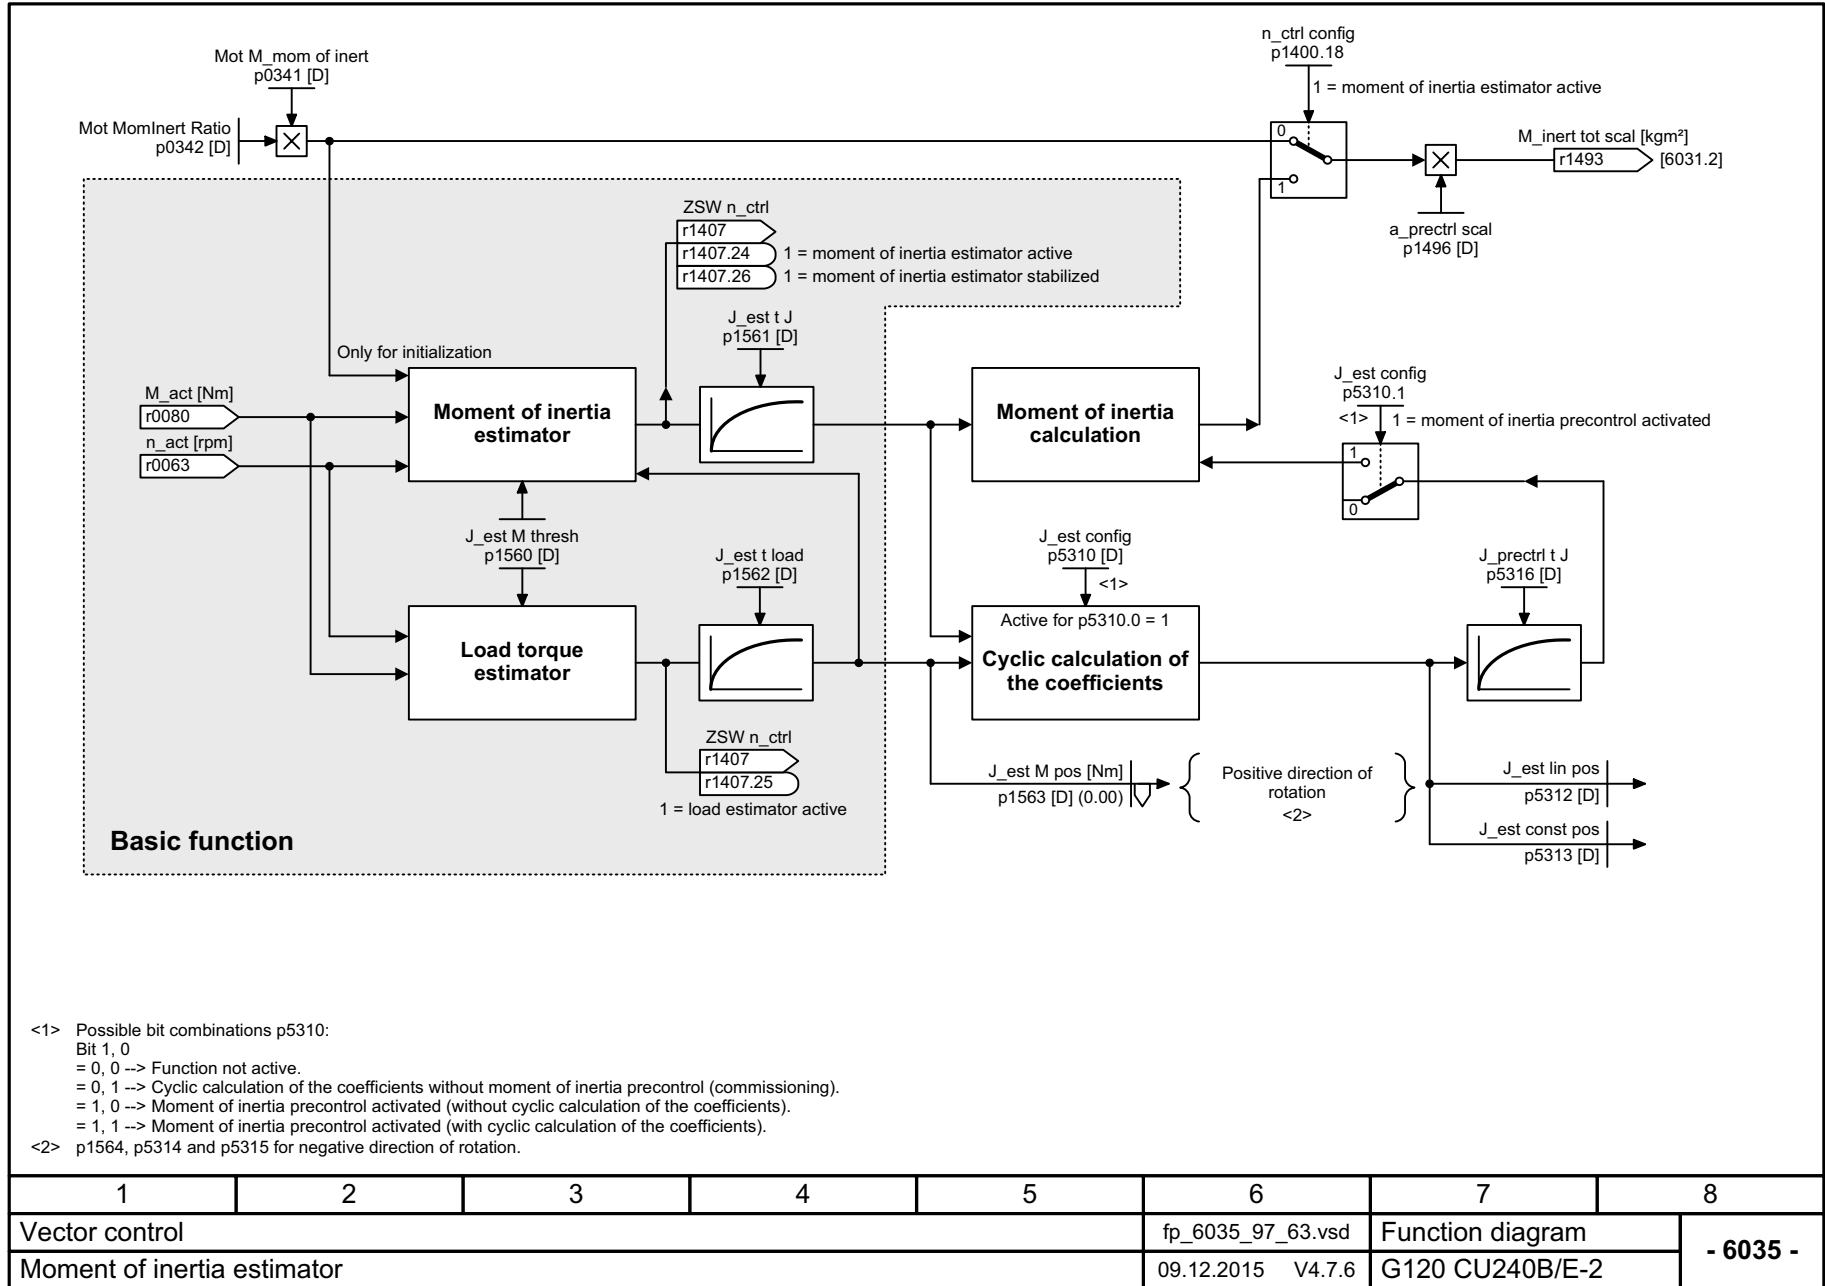 n_ctrl config
p1400.18
1 = moment of inertia estimator active
Mot M_mom of inert
p0341 [D]
Mot MomInert Ratio
p0342 [D]
0
1
M_inert tot scal [kgm²]
r1493
[6031.2]
a_prectrl scal
p1496 [D]
ZSW n_ctrl
r1407
r1407.24
1 = moment of inertia estimator active
r1407.26
1 = moment of inertia estimator stabilized
J_est t J
p1561 [D]
Only for initialization
M_act [Nm]
r0080
n_act [rpm]
r0063
Moment of inertia
estimator
Moment of inertia
calculation
J_est config
p5310.1
<1>
1 = moment of inertia precontrol activated
1
0
J_est M thresh
p1560 [D]
J_est t load
p1562 [D]
J_est config
p5310 [D]
<1>
J_prectrl t J
p5316 [D]
Load torque
estimator
Active for p5310.0 = 1
Cyclic calculation of
the coefficients
ZSW n_ctrl
r1407
r1407.25
1 = load estimator active
J_est M pos [Nm]
p1563 [D] (0.00)
Positive direction of
rotation
<2>
J_est lin pos
p5312 [D]
J_est const pos
p5313 [D]
Basic function
<1> Possible bit combinations p5310:
Bit 1, 0
= 0, 0 --> Function not active.
= 0, 1 --> Cyclic calculation of the coefficients without moment of inertia precontrol (commissioning).
= 1, 0 --> Moment of inertia precontrol activated (without cyclic calculation of the coefficients).
= 1, 1 --> Moment of inertia precontrol activated (with cyclic calculation of the coefficients).
<2> p1564, p5314 and p5315 for negative direction of rotation.
1 2 3 4 5 6 7 8
Vector control
fp_6035_97_63.vsd
Function diagram
- 6035 -
Moment of inertia estimator
09.12.2015 V4.7.6
G120 CU240B/E-2